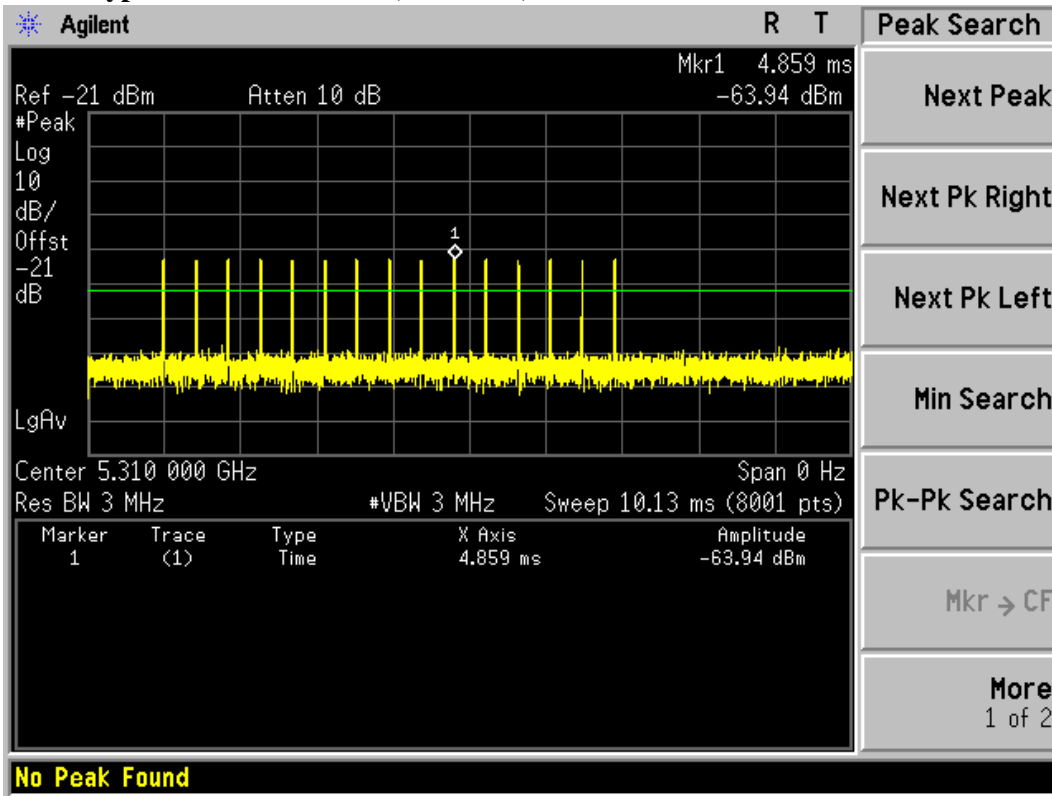 Agilent R T Peak Search
Mkr1 4.859 ms
Ref -21 dBm Atten 10 dB -63.94 dBm
#Peak
Log
10
dB/
Offst
-21
dB
1
LgAv
Center 5.310 000 GHz Span 0 Hz
Res BW 3 MHz #VBW 3 MHz Sweep 10.13 ms (8001 pts)
Marker Trace Type X Axis Amplitude
1 (1) Time 4.859 ms -63.94 dBm
No Peak Found
Next Peak
Next Pk Right
Next Pk Left
Min Search
Pk-Pk Search
Mkr → CF
More
1 of 2